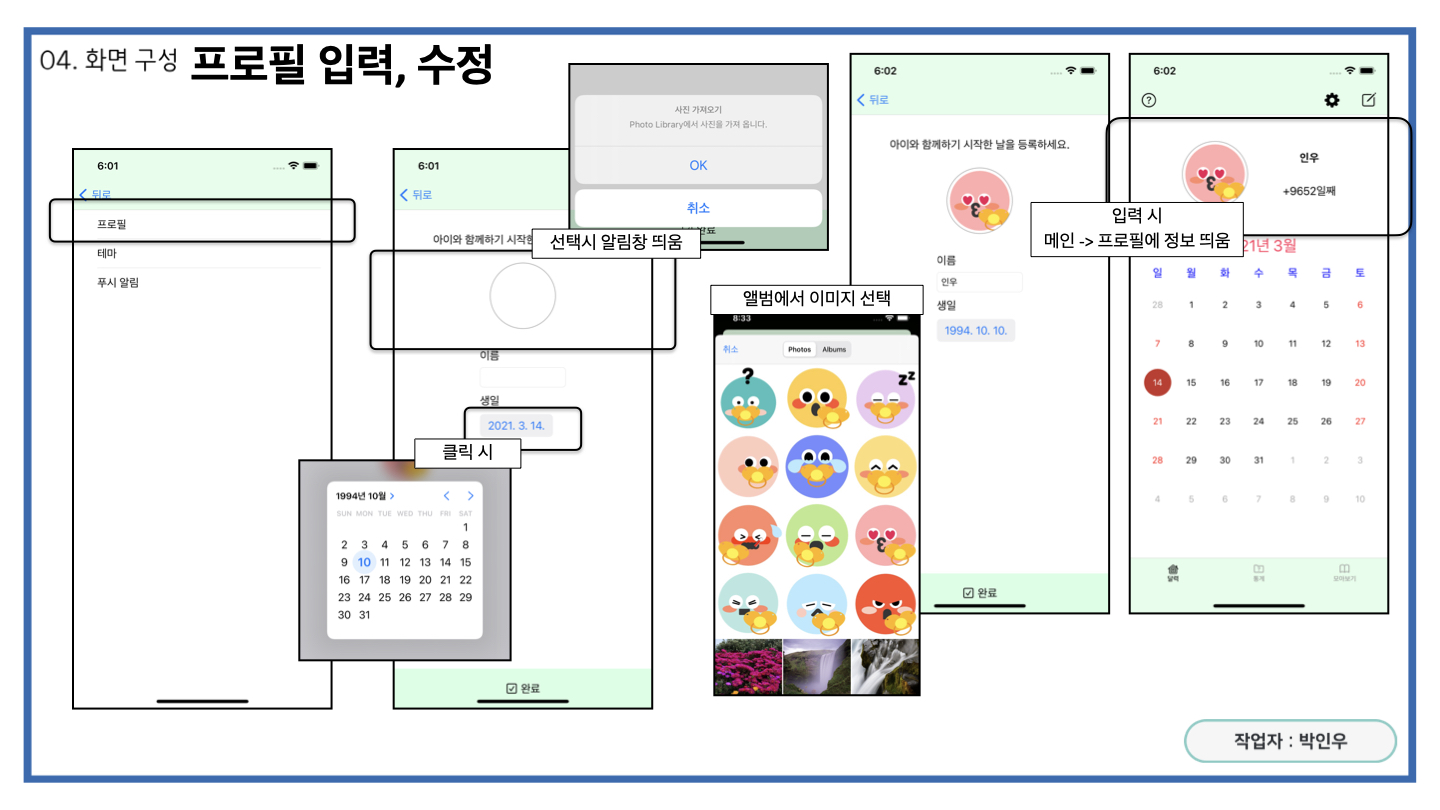 04. 화면 구성 프로필 입력, 수정
6:01
뒤로
프로필
테마
푸시 알림
6:01
뒤로
아이와 함께하기 시작한
선택시 알림창 띄움
이름
생일
2021. 3. 14.
클릭 시
1994년 10월 >
SUN MON TUE WED THU FRI SAT
1
2 3 4 5 6 7 8
9 10 11 12 13 14 15
16 17 18 19 20 21 22
23 24 25 26 27 28 29
30 31
완료
사진 가져오기
Photo Library에서 사진을 가져 옵니다.
OK
취소
완료
앨범에서 이미지 선택
8:33
취소
Photos Albums
?
zz
6:02
뒤로
아이와 함께하기 시작한 날을 등록하세요.
이름
인우
생일
1994. 10. 10.
완료
6:02
?
인우
+9652일째
입력 시
메인 -> 프로필에 정보 띄움
21년 3월
일 월 화 수 목 금 토
28 1 2 3 4 5 6
7 8 9 10 11 12 13
14 15 16 17 18 19 20
21 22 23 24 25 26 27
28 29 30 31 1 2 3
4 5 6 7 8 9 10
달력 통계 모아보기
작업자 : 박인우